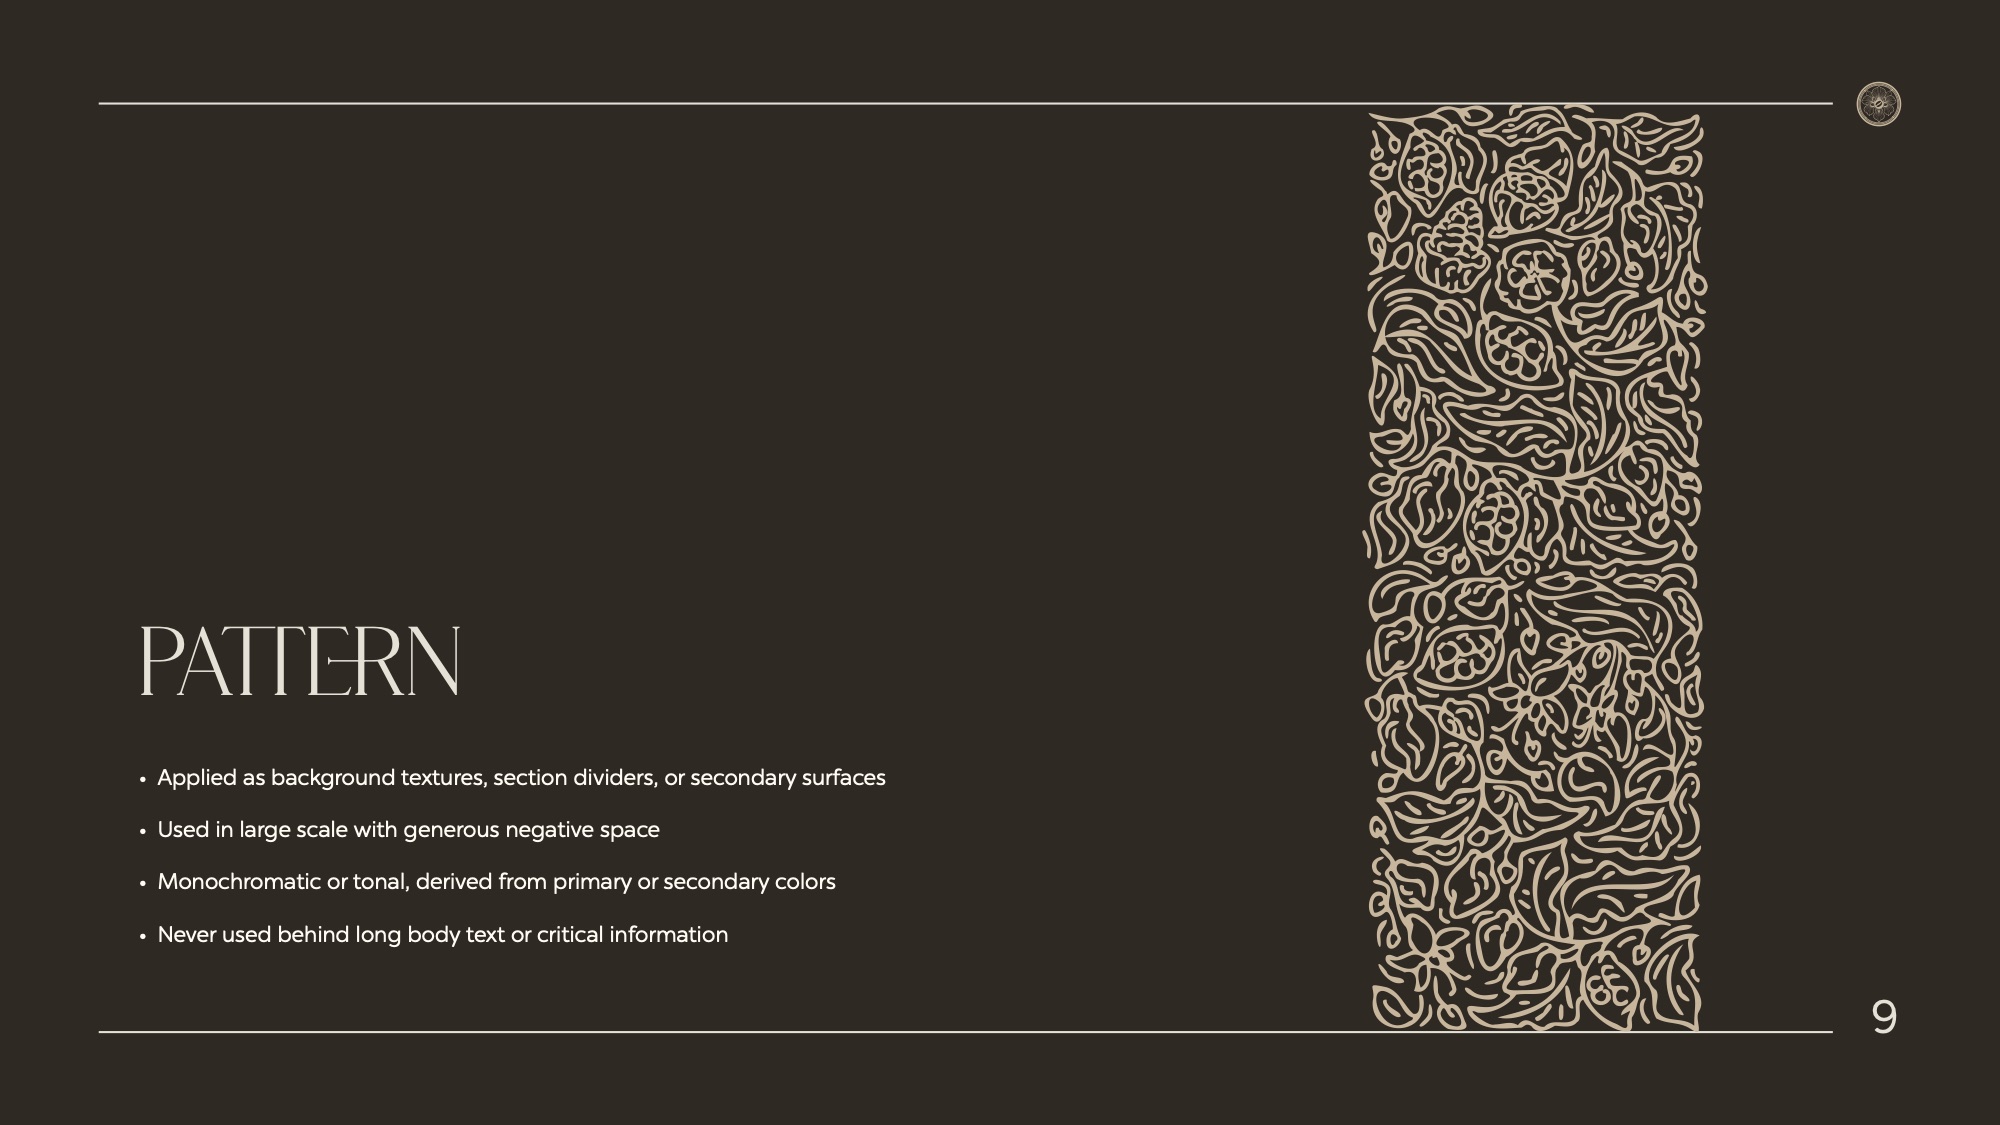 PATTERN
• Applied as background textures, section dividers, or secondary surfaces
• Used in large scale with generous negative space
• Monochromatic or tonal, derived from primary or secondary colors
• Never used behind long body text or critical information
9